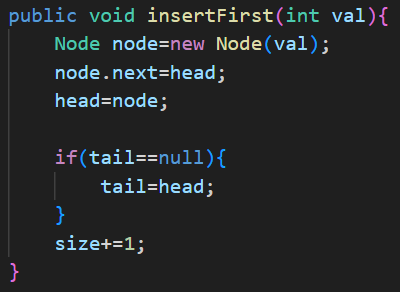 public void insertFirst(int val){
    Node node=new Node(val);
    node.next=head;
    head=node;

    if(tail==null){
        tail=head;
    }
    size+=1;
}